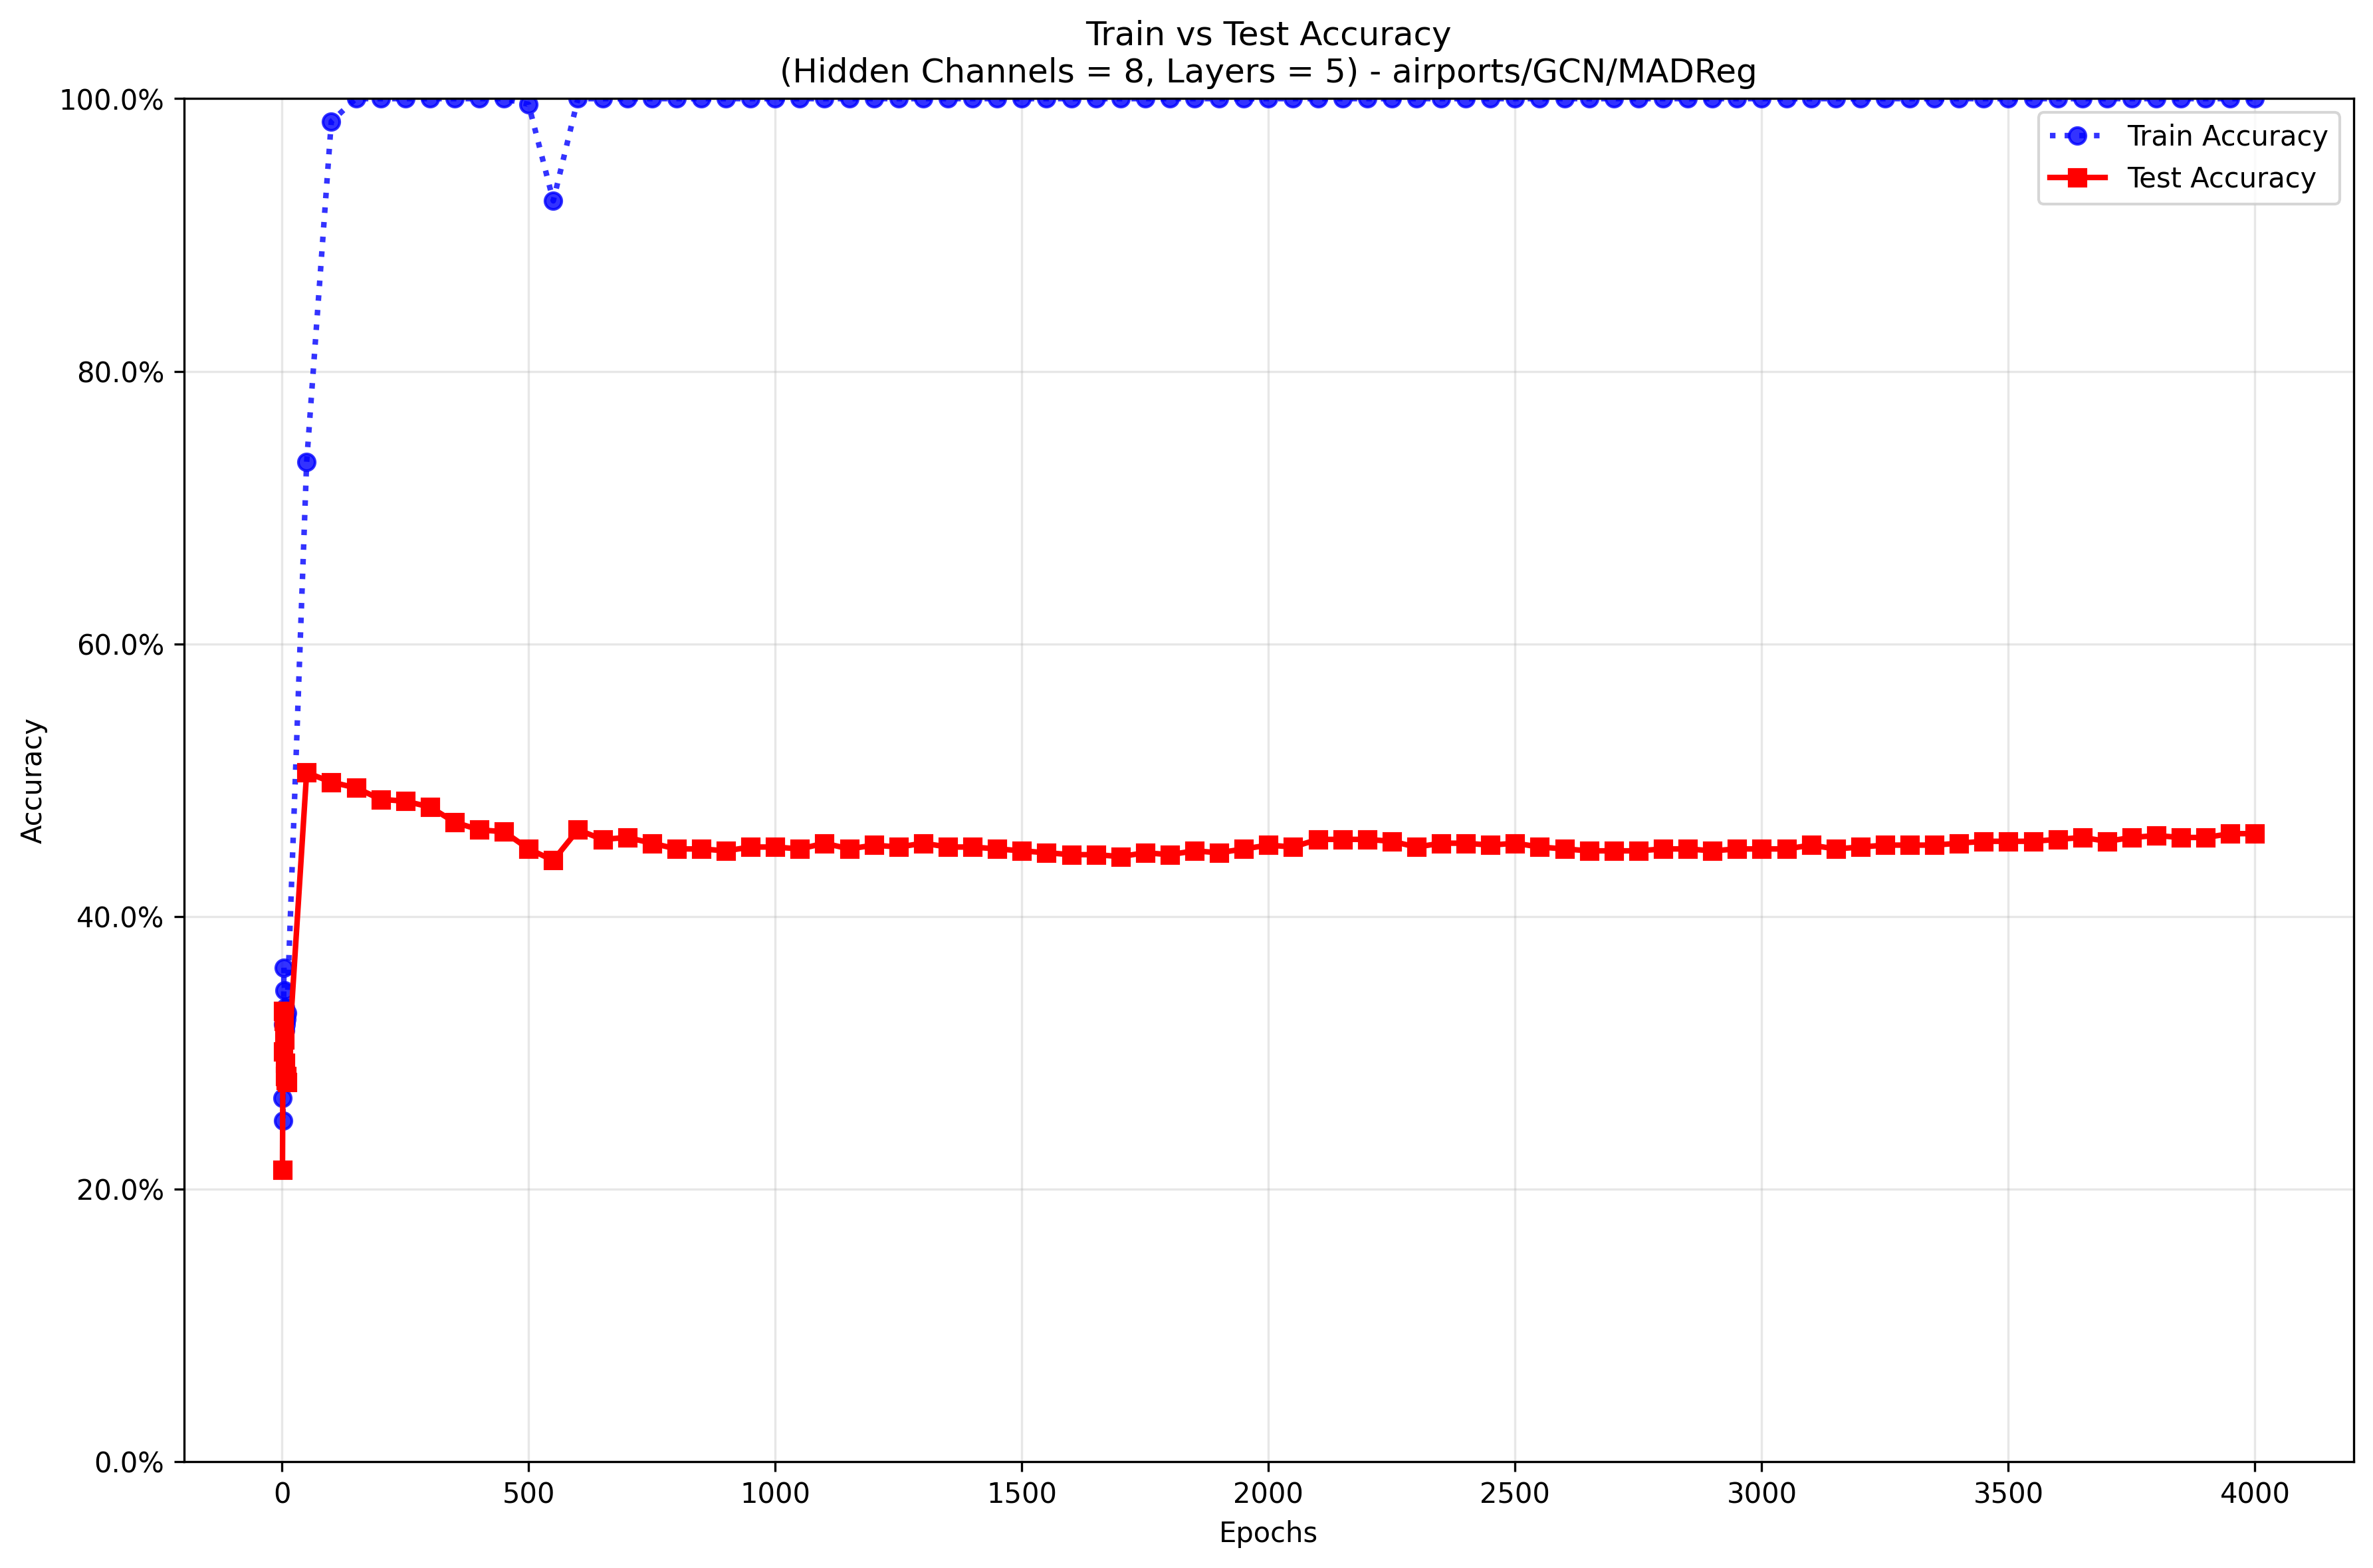 Train vs Test Accuracy
(Hidden Channels = 8, Layers = 5) - airports/GCN/MADReg
100.0%
80.0%
60.0%
40.0%
20.0%
0.0%
Accuracy
Train Accuracy
Test Accuracy
0 500 1000 1500 2000 2500 3000 3500 4000
Epochs